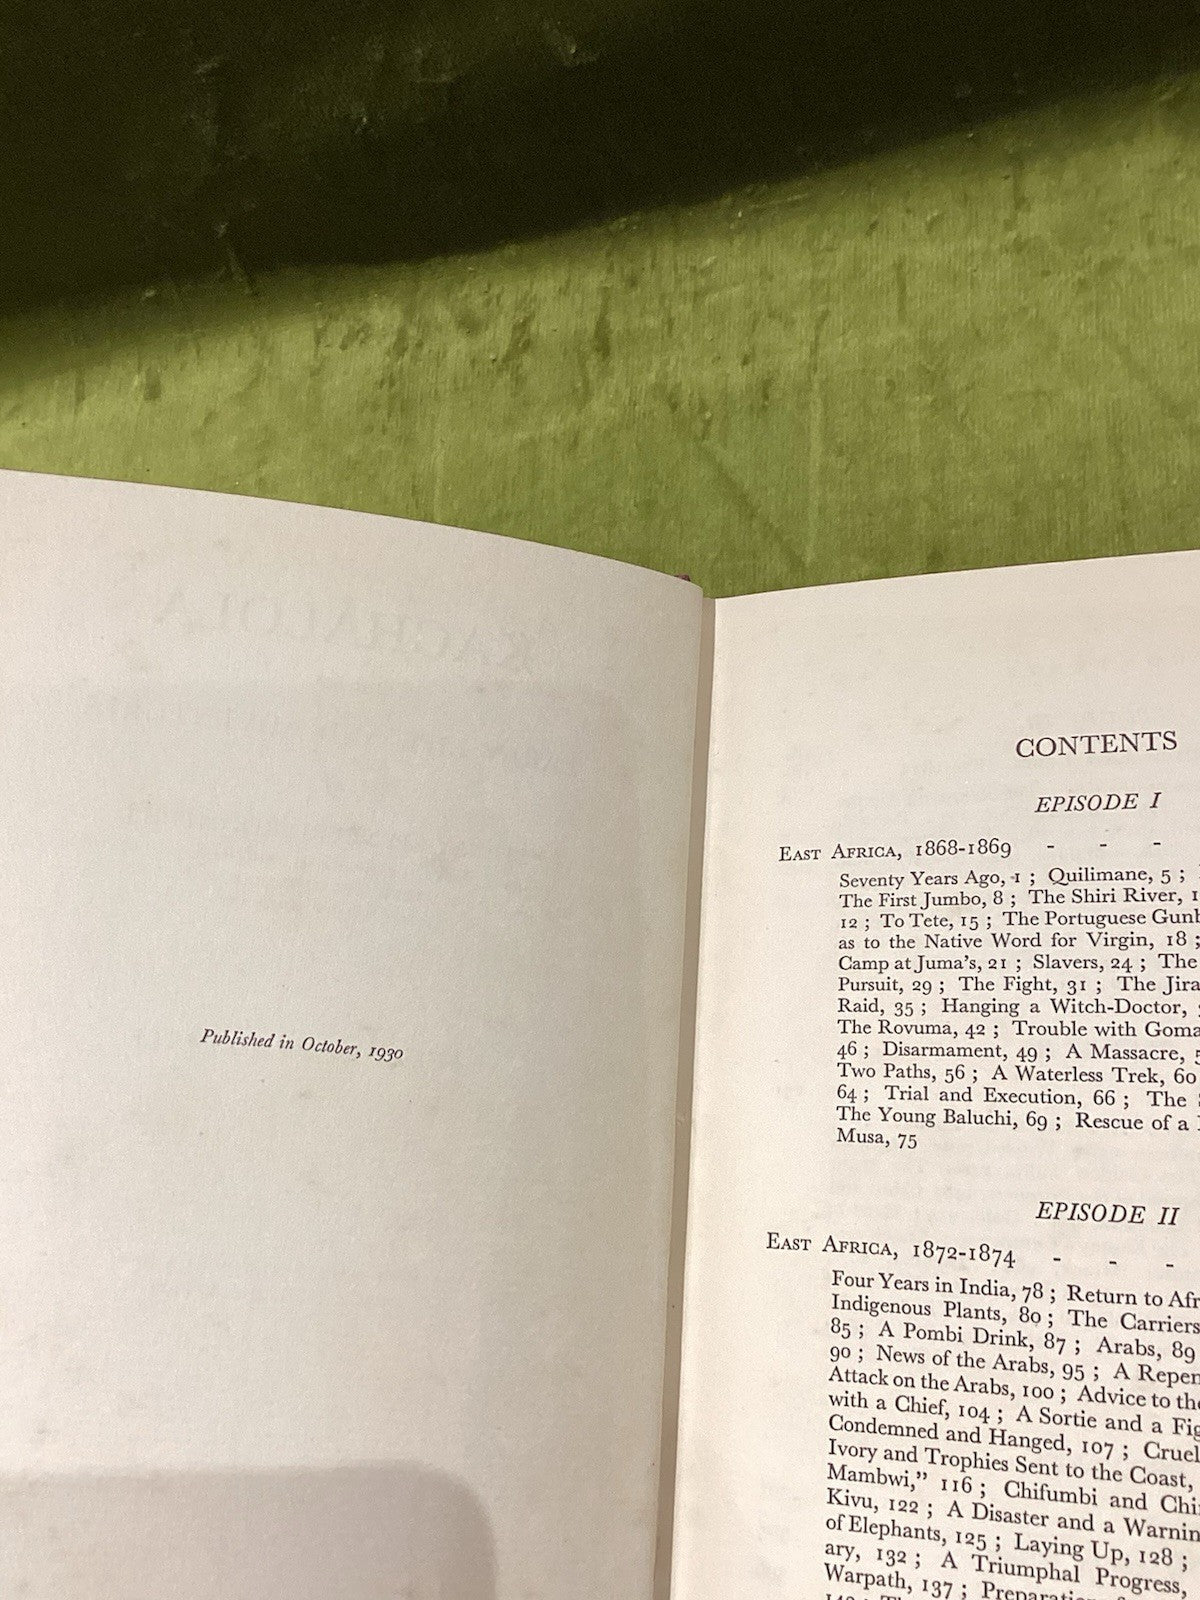 KACHALOLA
Published in October, 1930
CONTENTS
EPISODE I
EAST AFRICA, 1868-1869 - - -
Seventy Years Ago, 1 ; Quilimane, 5 ;
The First Jumbo, 8 ; The Shiri River,
12 ; To Tete, 15 ; The Portuguese
as to the Native Word for Virgin, 18 ;
Camp at Juma's, 21 ; Slavers, 24 ; The
Pursuit, 29 ; The Fight, 31 ; The
Raid, 35 ; Hanging a Witch-Doctor,
The Rovuma, 42 ; Trouble with
46 ; Disarmament, 49 ; A Massacre,
Two Paths, 56 ; A Waterless Trek, 60
64 ; Trial and Execution, 66 ; The
The Young Baluchi, 69 ; Rescue of a
Musa, 75
EPISODE II
EAST AFRICA, 1872-1874 - - -
Four Years in India, 78 ; Return to
Indigenous Plants, 80 ; The Carriers
85 ; A Pombi Drink, 87 ; Arabs, 89
90 ; News of the Arabs, 95 ; A
Attack on the Arabs, 100 ; Advice to
with a Chief, 104 ; A Sortie and a
Condemned and Hanged, 107 ;
Ivory and Trophies Sent to the Coast,
Mambwi," 116 ; Chifumbi and
Kivu, 122 ; A Disaster and a
of Elephants, 125 ; Laying Up, 128 ;
ary, 132 ; A Triumphal Progress,
Warpath, 137 ;